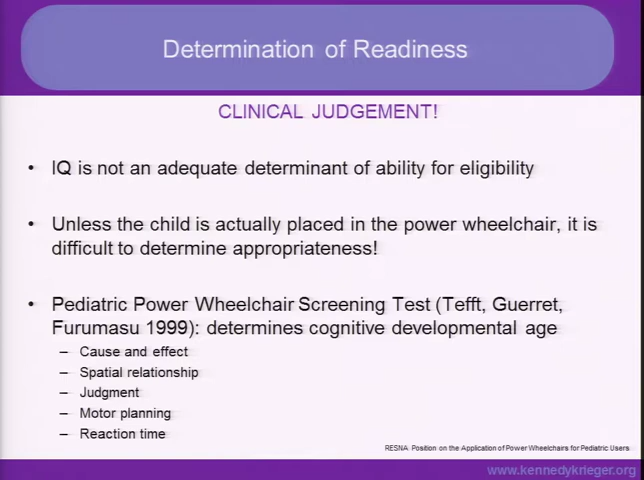 Determination of Readiness
CLINICAL JUDGEMENT!
• IQ is not an adequate determinant of ability for eligibility
• Unless the child is actually placed in the power wheelchair, it is
difficult to determine appropriateness!
• Pediatric Power Wheelchair Screening Test (Tefft, Guerret,
Furumasu 1999): determines cognitive developmental age
– Cause and effect
– Spatial relationship
– Judgment
– Motor planning
– Reaction time
RESNA Position on the Application of Power Wheelchairs for Pediatric Users
www.kennedykrieger.org